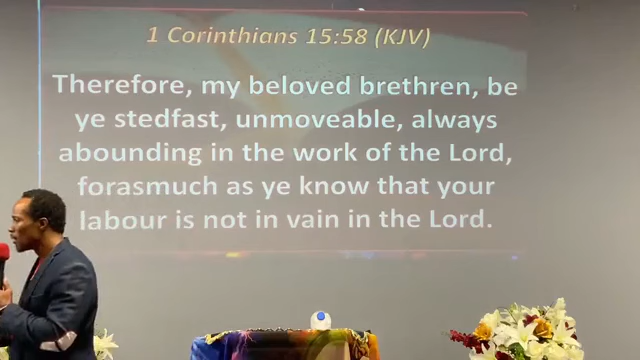 1 Corinthians 15:58 (KJV)
Therefore, my beloved brethren, be
ye stedfast, unmoveable, always
abounding in the work of the Lord,
forasmuch as ye know that your
labour is not in vain in the Lord.